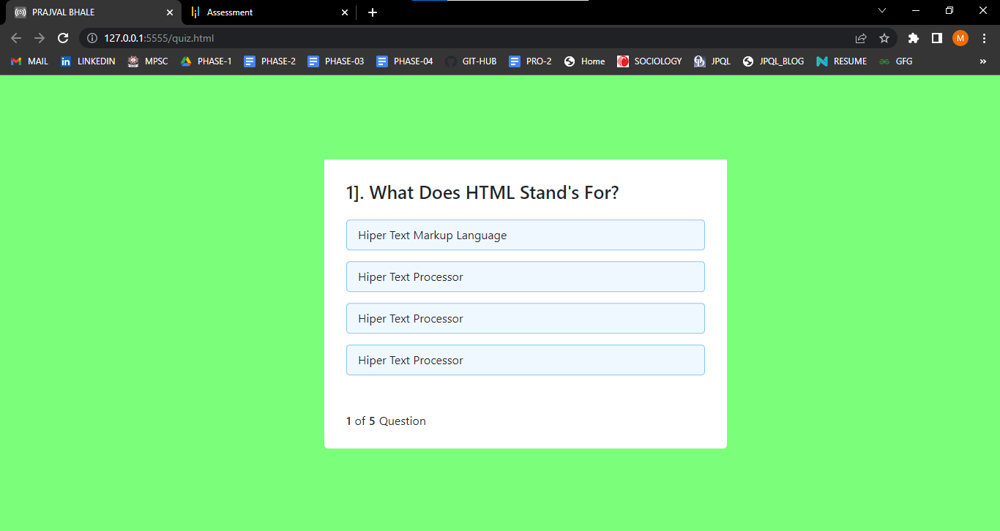 PRAJVAL BHALE
Assessment
127.0.0.1:5555/quiz.html
M
MAIL LINKEDIN MPSC PHASE-1 PHASE-2 PHASE-03 PHASE-04 GIT-HUB PRO-2 Home SOCIOLOGY JPQL JPQL_BLOG RESUME GFG »
1]. What Does HTML Stand's For?
Hiper Text Markup Language
Hiper Text Processor
Hiper Text Processor
Hiper Text Processor
1 of 5 Question